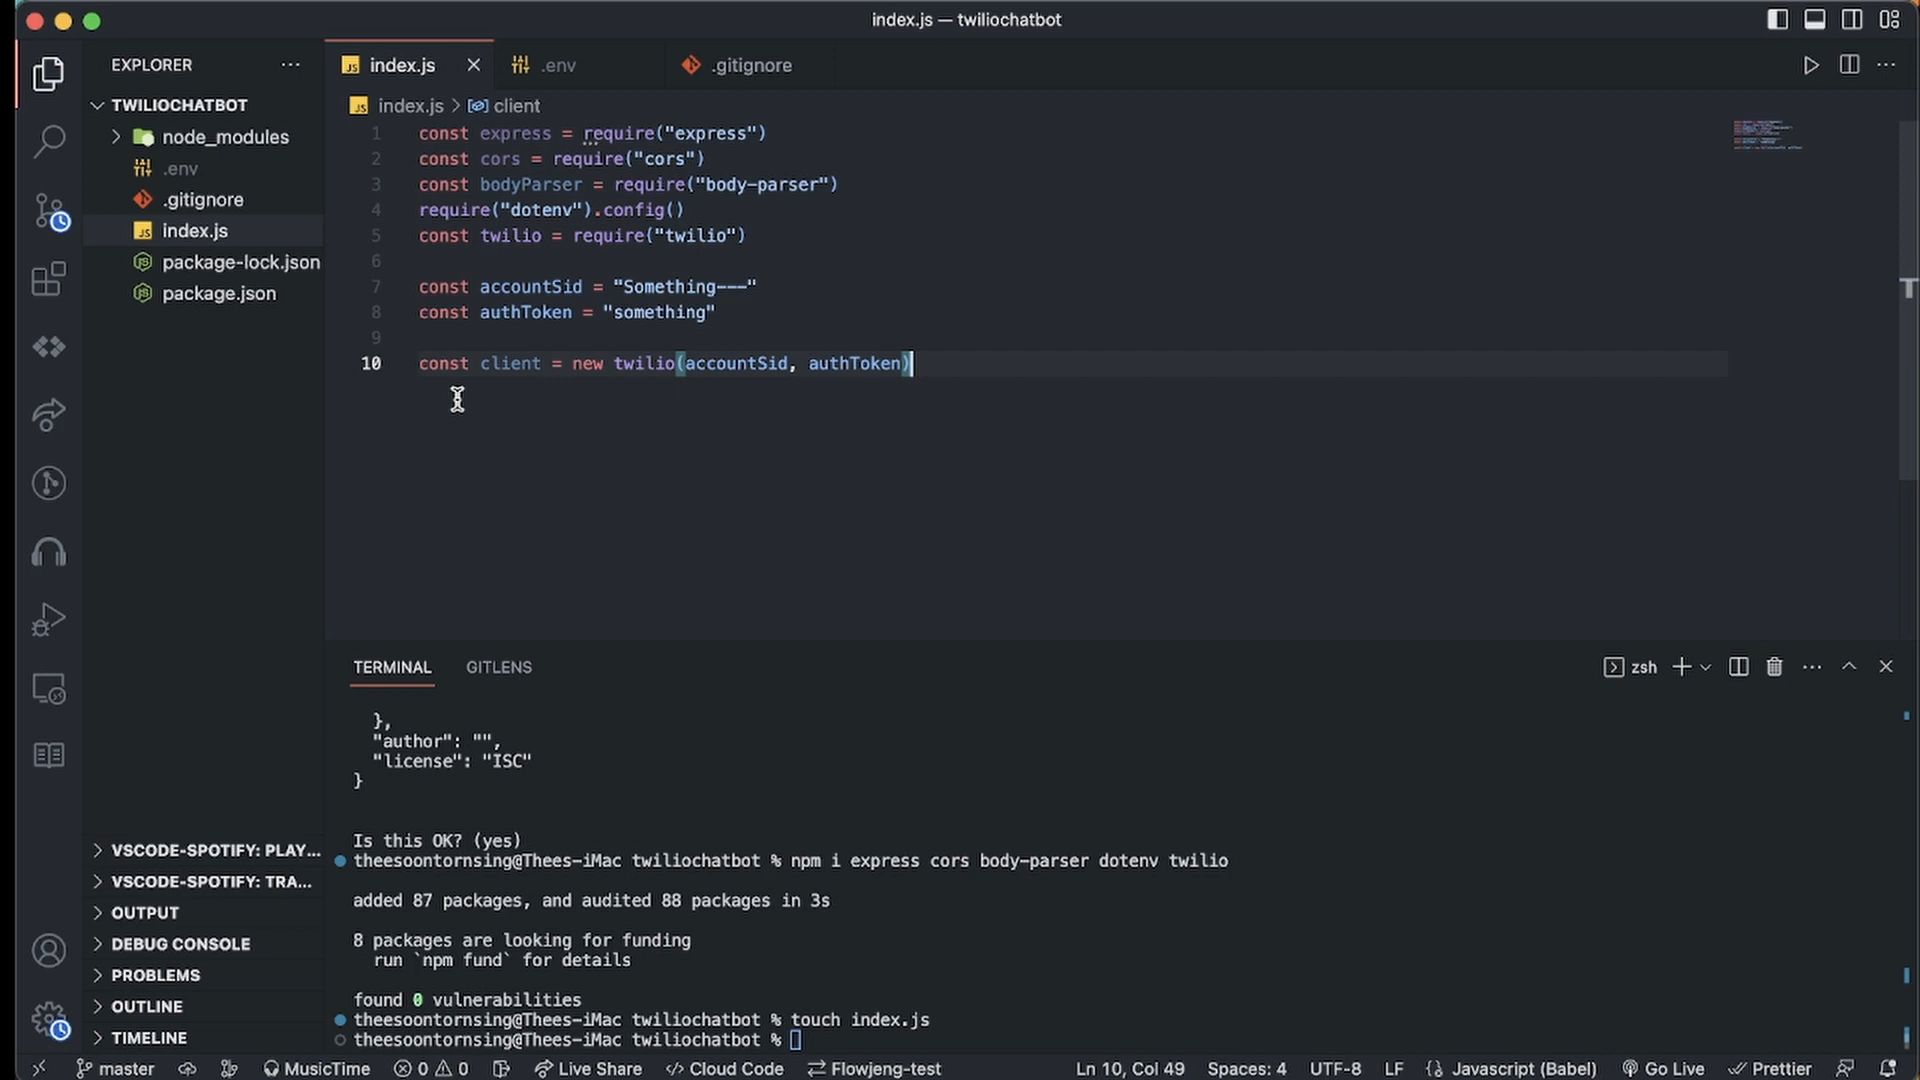 index.js — twiliochatbot
EXPLORER
TWILIOCHATBOT
node_modules
.env
.gitignore
index.js
package-lock.json
package.json
VSCODE-SPOTIFY: PLAY...
VSCODE-SPOTIFY: TRA...
OUTPUT
DEBUG CONSOLE
PROBLEMS
OUTLINE
TIMELINE
index.js
.env
.gitignore
index.js > client
1 const express = require("express")
2 const cors = require("cors")
3 const bodyParser = require("body-parser")
4 require("dotenv").config()
5 const twilio = require("twilio")
6
7 const accountSid = "Something---"
8 const authToken = "something"
9
10 const client = new twilio(accountSid, authToken)
TERMINAL GITLENS
zsh
},
"author": "",
"license": "ISC"
}
Is this OK? (yes)
theesoontornsing@Thees-iMac twiliochatbot % npm i express cors body-parser dotenv twilio
added 87 packages, and audited 88 packages in 3s
8 packages are looking for funding
run `npm fund` for details
found 0 vulnerabilities
theesoontornsing@Thees-iMac twiliochatbot % touch index.js
theesoontornsing@Thees-iMac twiliochatbot %
master MusicTime 0 0 Live Share Cloud Code Flowjeng-test Ln 10, Col 49 Spaces: 4 UTF-8 LF Javascript (Babel) Go Live Prettier